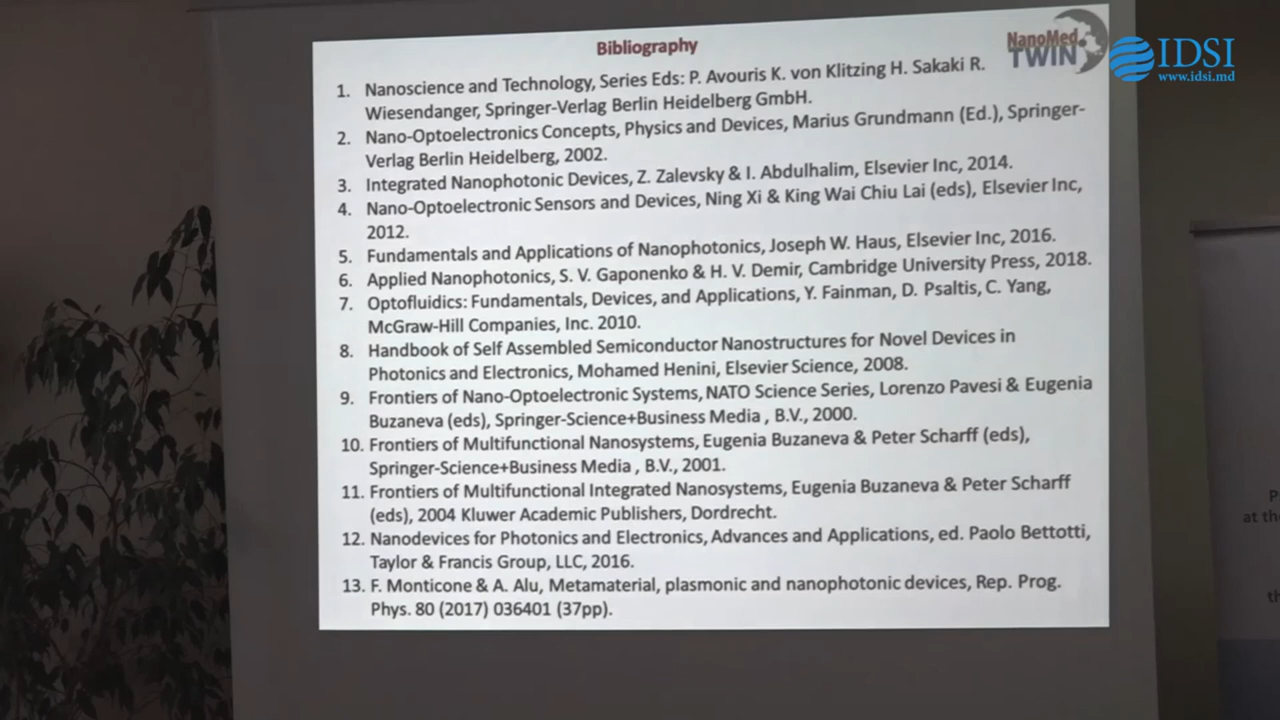 Bibliography
NanoMed
TWIN
IDSI
www.idsi.md
1. Nanoscience and Technology, Series Eds: P. Avouris K. von Klitzing H. Sakaki R.
Wiesendanger, Springer-Verlag Berlin Heidelberg GmbH.
2. Nano-Optoelectronics Concepts, Physics and Devices, Marius Grundmann (Ed.), Springer-
Verlag Berlin Heidelberg, 2002.
3. Integrated Nanophotonic Devices, Z. Zalevsky & I. Abdulhalim, Elsevier Inc, 2014.
4. Nano-Optoelectronic Sensors and Devices, Ning Xi & King Wai Chiu Lai (eds), Elsevier Inc,
2012.
5. Fundamentals and Applications of Nanophotonics, Joseph W. Haus, Elsevier Inc, 2016.
6. Applied Nanophotonics, S. V. Gaponenko & H. V. Demir, Cambridge University Press, 2018.
7. Optofluidics: Fundamentals, Devices, and Applications, Y. Fainman, D. Psaltis, C. Yang,
McGraw-Hill Companies, Inc. 2010.
8. Handbook of Self Assembled Semiconductor Nanostructures for Novel Devices in
Photonics and Electronics, Mohamed Henini, Elsevier Science, 2008.
9. Frontiers of Nano-Optoelectronic Systems, NATO Science Series, Lorenzo Pavesi & Eugenia
Buzaneva (eds), Springer-Science+Business Media , B.V., 2000.
10. Frontiers of Multifunctional Nanosystems, Eugenia Buzaneva & Peter Scharff (eds),
Springer-Science+Business Media , B.V., 2001.
11. Frontiers of Multifunctional Integrated Nanosystems, Eugenia Buzaneva & Peter Scharff
(eds), 2004 Kluwer Academic Publishers, Dordrecht.
12. Nanodevices for Photonics and Electronics, Advances and Applications, ed. Paolo Bettotti,
Taylor & Francis Group, LLC, 2016.
13. F. Monticone & A. Alu, Metamaterial, plasmonic and nanophotonic devices, Rep. Prog.
Phys. 80 (2017) 036401 (37pp).
at